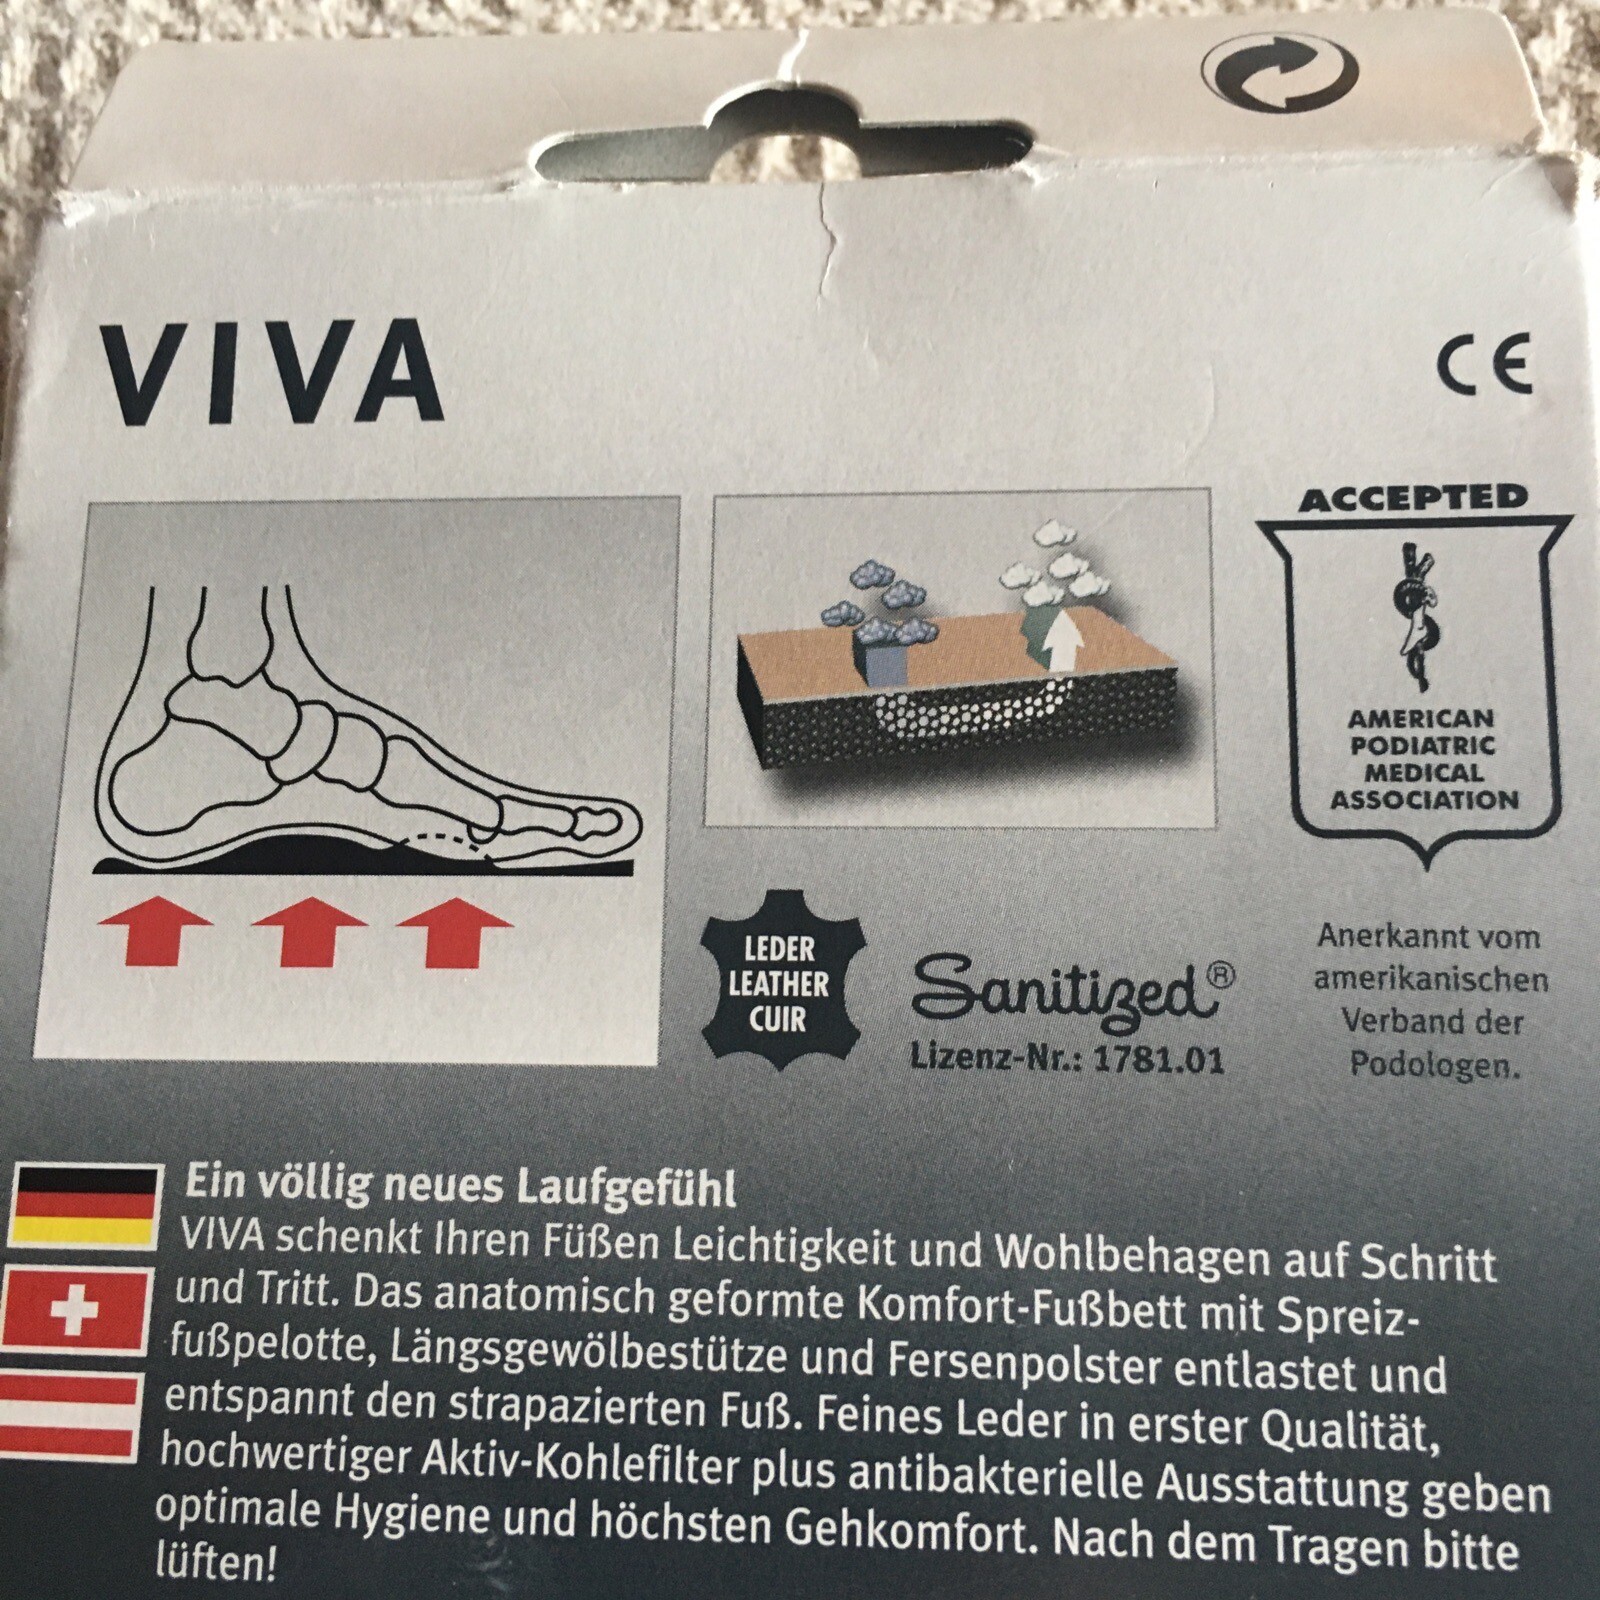 VIVA
CE
ACCEPTED
AMERICAN
PODIATRIC
MEDICAL
ASSOCIATION
LEDER
LEATHER
CUIR
Sanitized®
Lizenz-Nr.: 1781.01
Anerkannt vom
amerikanischen
Verband der
Podologen.
Ein völlig neues Laufgefühl
VIVA schenkt Ihren Füßen Leichtigkeit und Wohlbehagen auf Schritt
und Tritt. Das anatomisch geformte Komfort-Fußbett mit Spreiz-
fußpelotte, Längsgewölbestütze und Fersenpolster entlastet und
entspannt den strapazierten Fuß. Feines Leder in erster Qualität,
hochwertiger Aktiv-Kohlefilter plus antibakterielle Ausstattung geben
optimale Hygiene und höchsten Gehkomfort. Nach dem Tragen bitte
lüften!